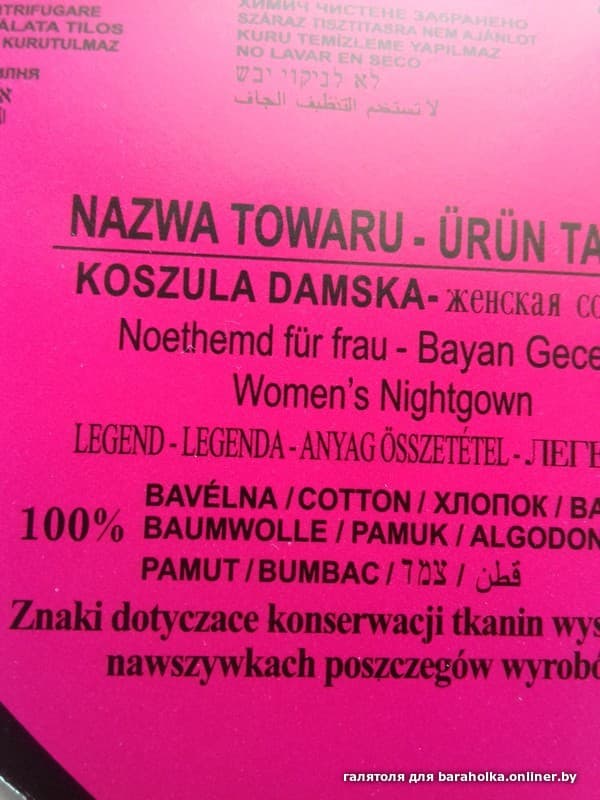 TRIFUGARE
ÁLATA TILOS
KURUTULMAZ
ХИМИЧ ЧИСТЕНЕ ЗАБРАНЕНО
SZÁRAZ TISZTITASRA NEM AJÁNLOT
KURU TEMİZLEME YAPILMAZ
NO LAVAR EN SECO
לא לניקוי יבש
لا تستخم التنظيف الجاف
NAZWA TOWARU - ÜRÜN TA
KOSZULA DAMSKA- женская со
Noethemd für frau - Bayan Gece
Women's Nightgown
LEGEND - LEGENDA - ANYAG ÖSSZETÉTEL - ЛЕГЕ
100% BAVÉLNA / COTTON / ХЛОПОК / BA
BAUMWOLLE / PAMUK / ALGODON
PAMUT / BUMBAC / צמר / قطن
Znaki dotyczace konserwacji tkanin wys
nawszywkach poszczegów wyrobó
галятоля для baraholka.onliner.by